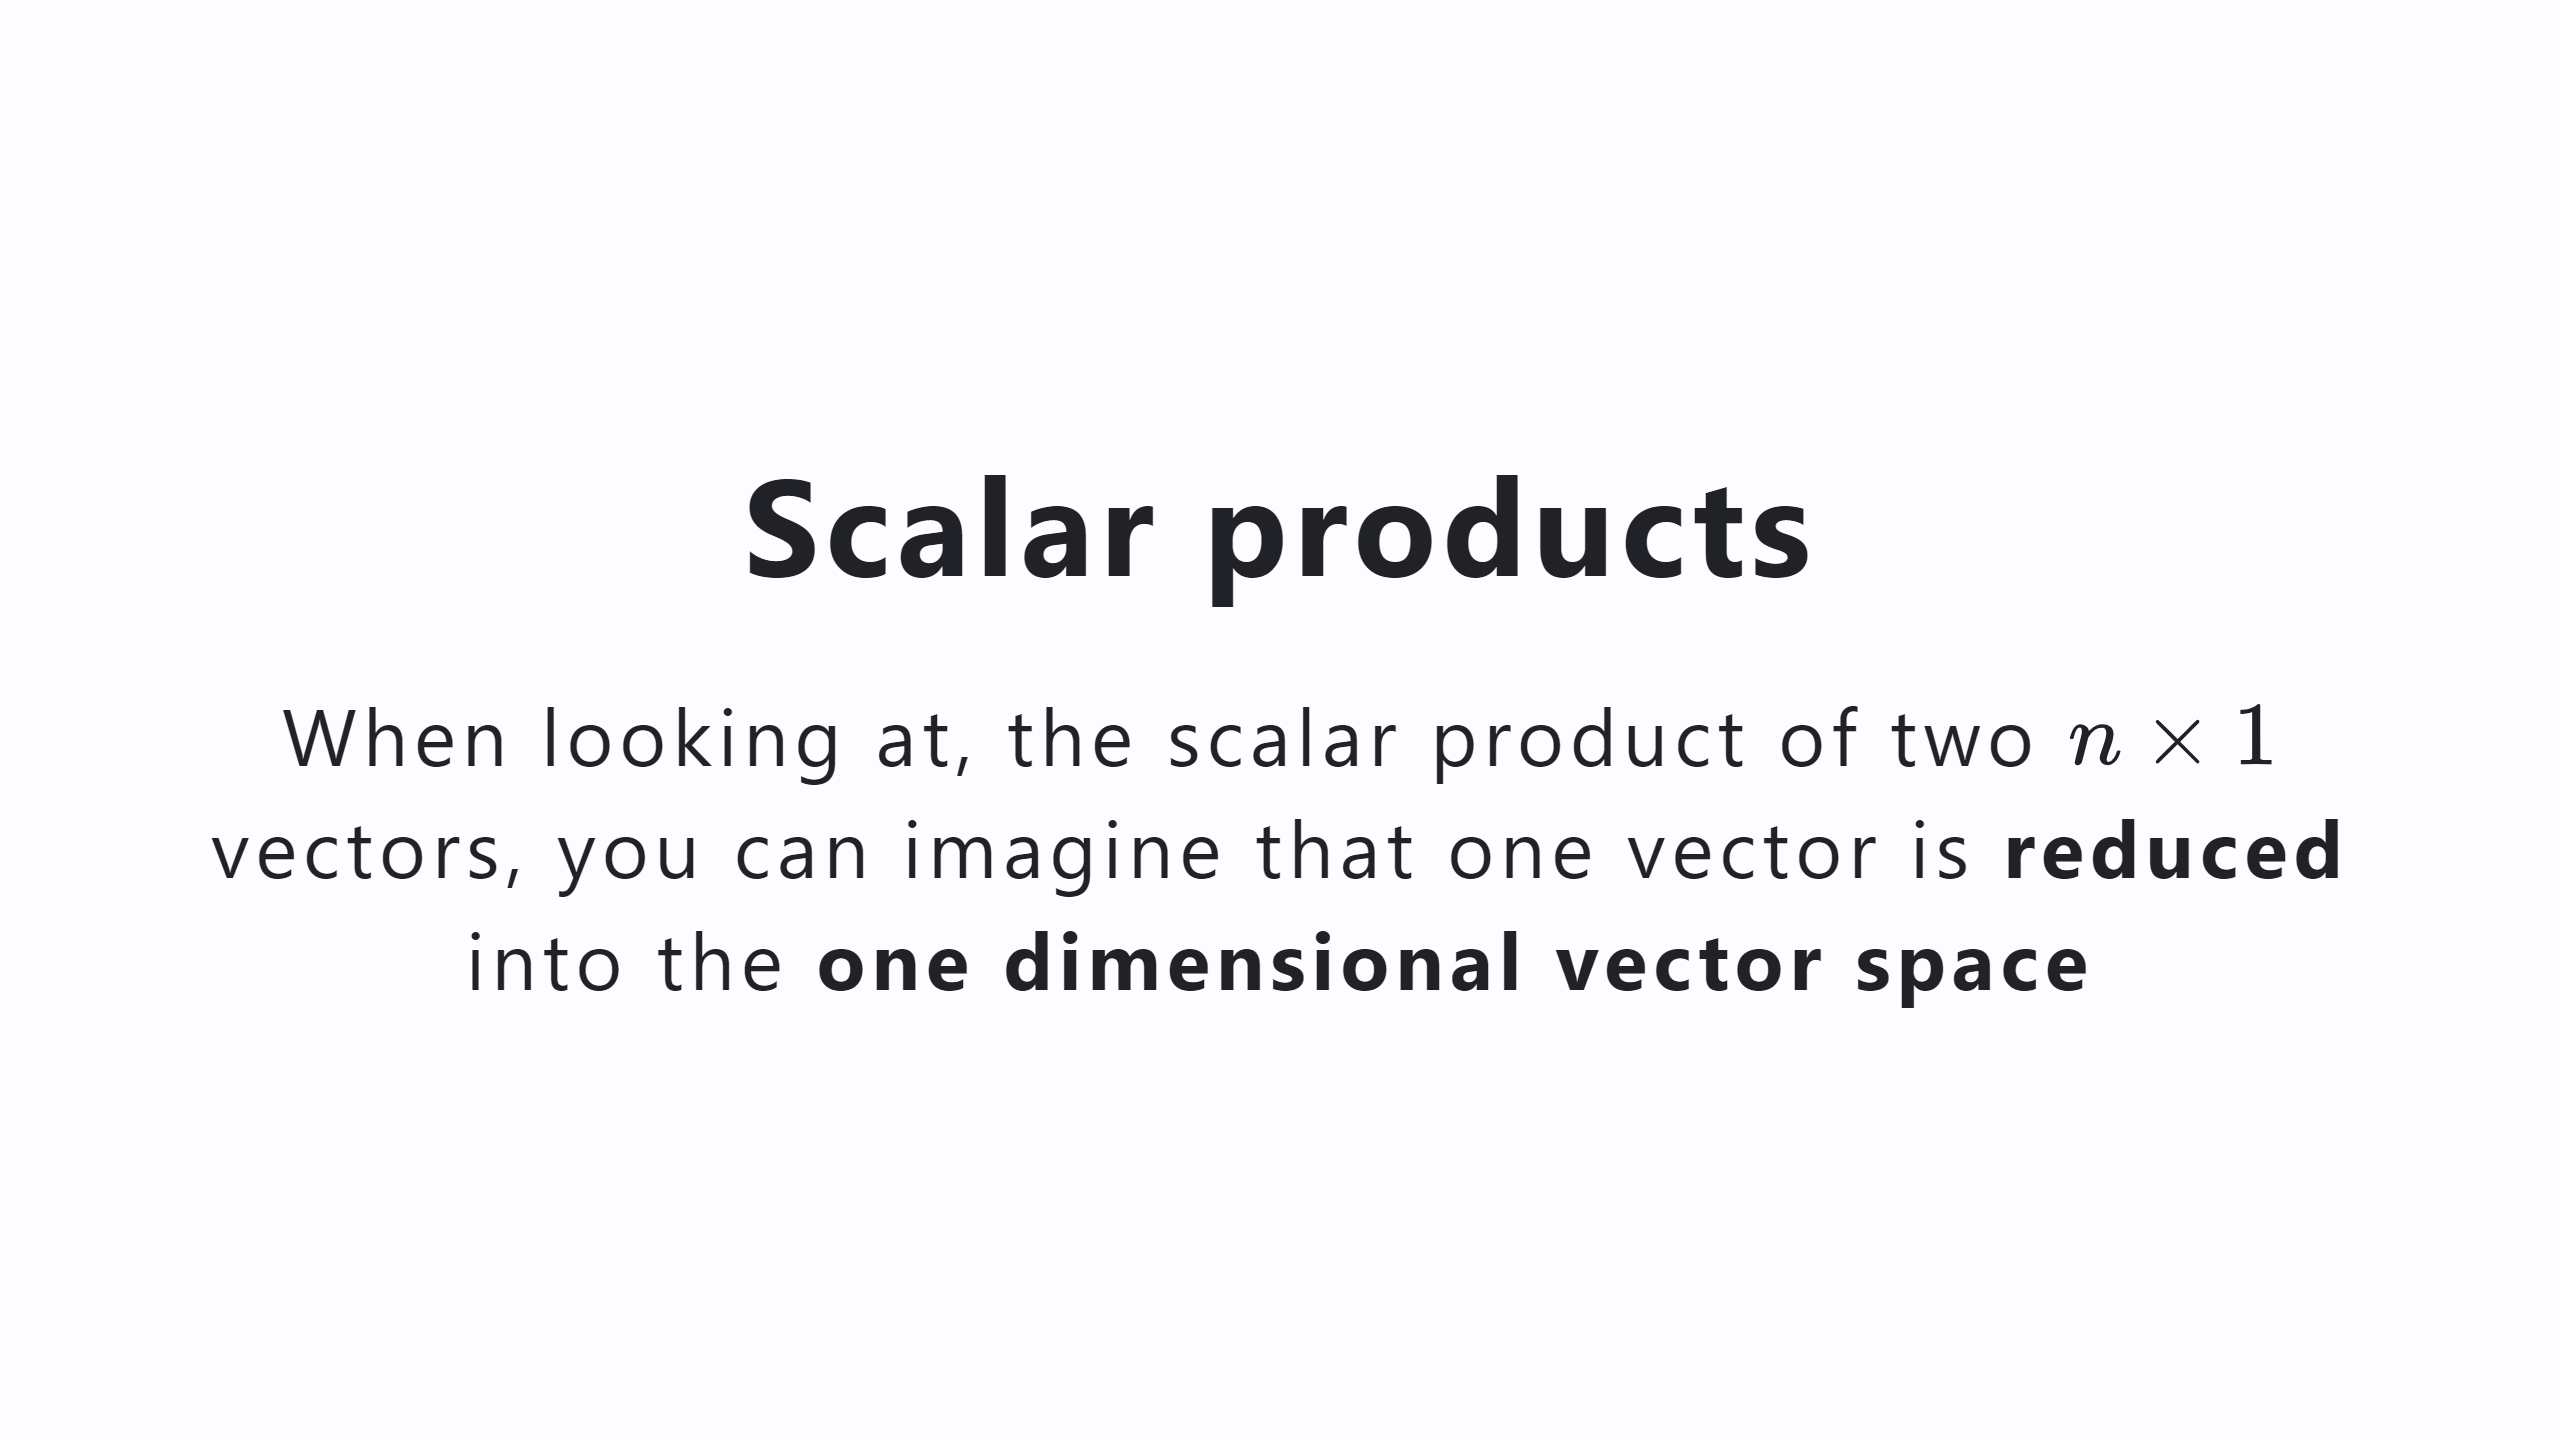 Scalar products
When looking at, the scalar product of two n × 1
vectors, you can imagine that one vector is reduced
into the one dimensional vector space